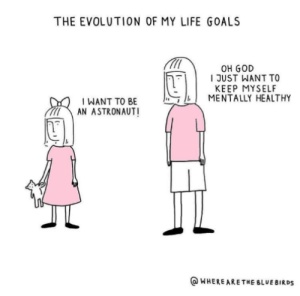 THE EVOLUTION OF MY LIFE GOALS
I WANT TO BE
AN ASTRONAUT!
OH GOD
I JUST WANT TO
KEEP MYSELF
MENTALLY HEALTHY
@WHEREARETHEBLUEBIRDS